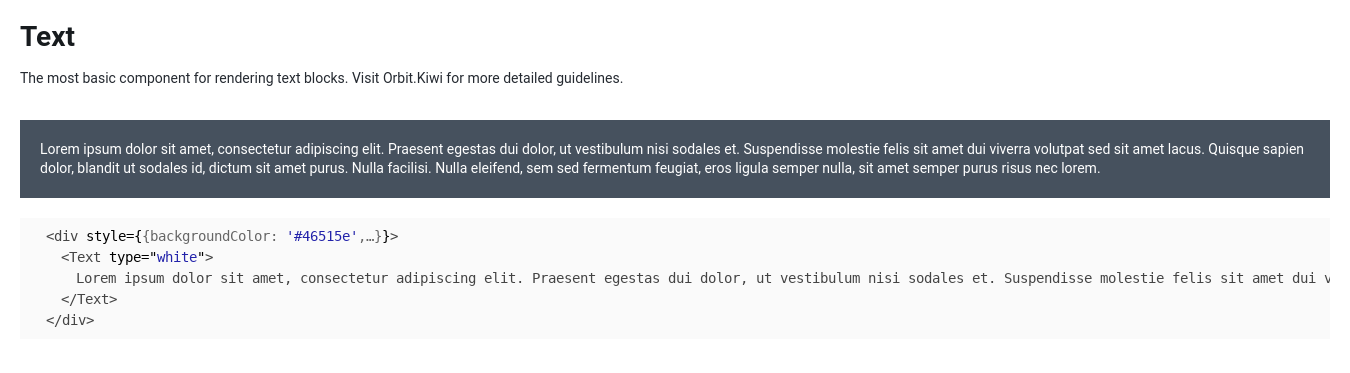 Text
The most basic component for rendering text blocks. Visit Orbit.Kiwi for more detailed guidelines.
Lorem ipsum dolor sit amet, consectetur adipiscing elit. Praesent egestas dui dolor, ut vestibulum nisi sodales et. Suspendisse molestie felis sit amet dui viverra volutpat sed sit amet lacus. Quisque sapien
dolor, blandit ut sodales id, dictum sit amet purus. Nulla facilisi. Nulla eleifend, sem sed fermentum feugiat, eros ligula semper nulla, sit amet semper purus risus nec lorem.
<div style={{backgroundColor: '#46515e',…}}>
<Text type="white">
Lorem ipsum dolor sit amet, consectetur adipiscing elit. Praesent egestas dui dolor, ut vestibulum nisi sodales et. Suspendisse molestie felis sit amet dui v
</Text>
</div>